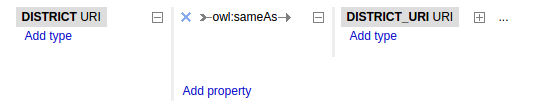 DISTRICT URI owl:sameAs DISTRICT_URI URI ...
Add type Add type
Add property